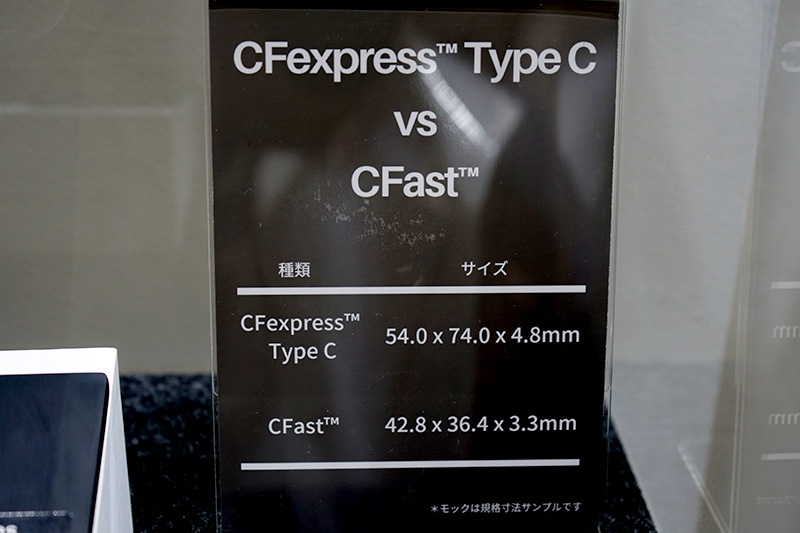 CFexpress™ Type C
vs
CFast™
種類 サイズ
CFexpress™
Type C
54.0 x 74.0 x 4.8mm
CFast™ 42.8 x 36.4 x 3.3mm
＊モックは規格寸法サンプルです